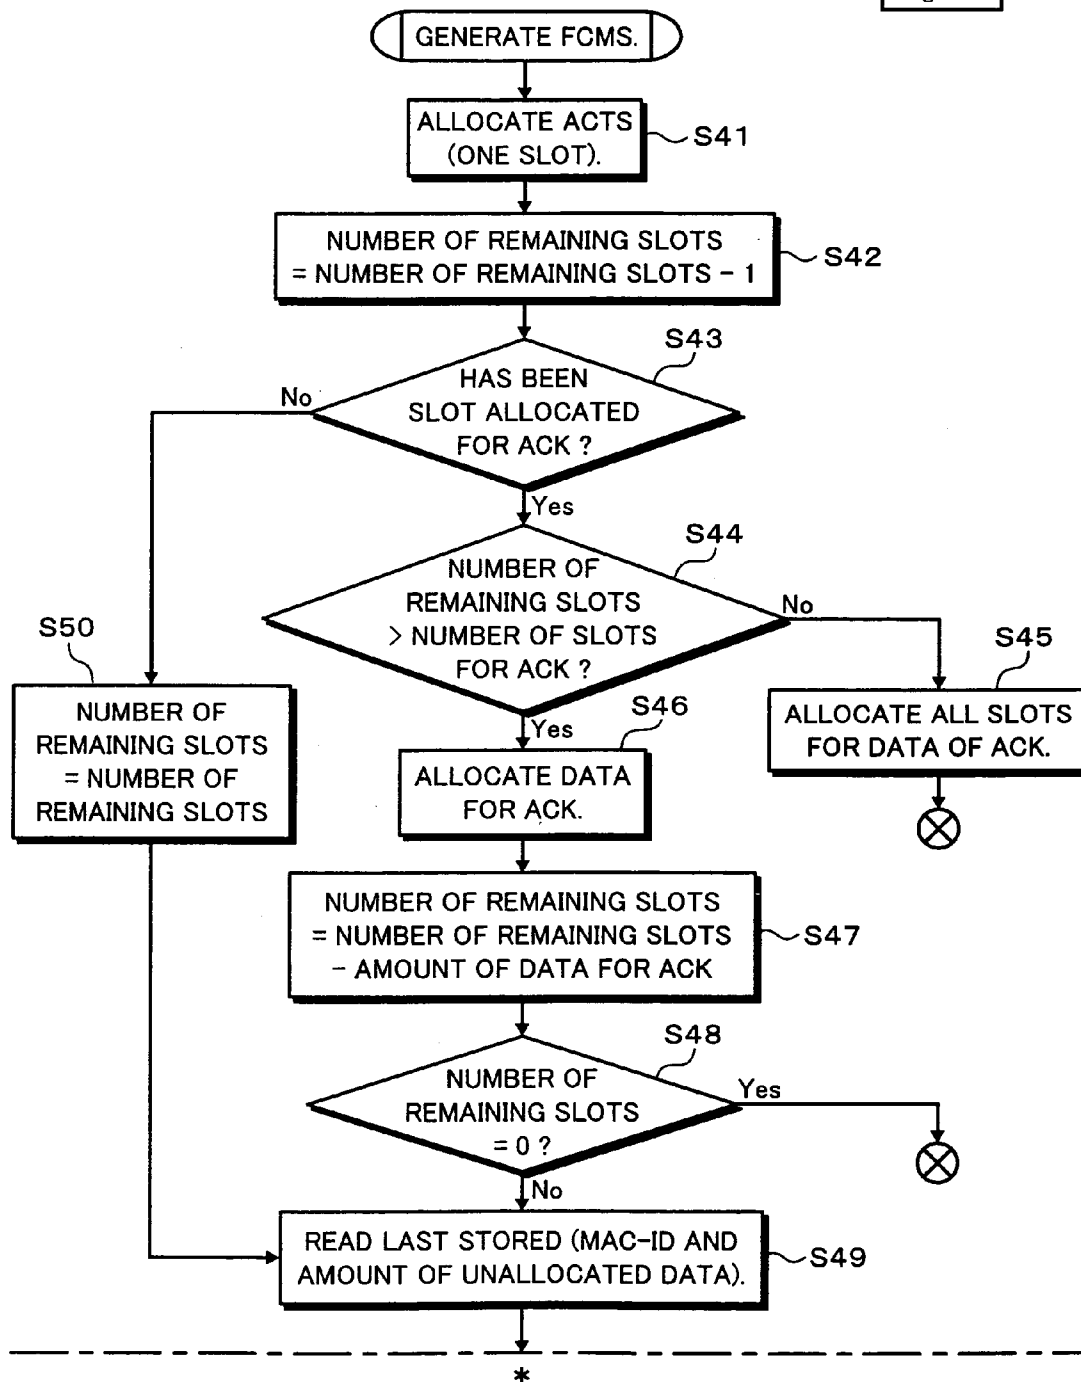 GENERATE FCMS.
ALLOCATE ACTS
(ONE SLOT).
S41
NUMBER OF REMAINING SLOTS
= NUMBER OF REMAINING SLOTS - 1
S42
S43
HAS BEEN
SLOT ALLOCATED
FOR ACK ?
No
Yes
S44
NUMBER OF
REMAINING SLOTS
> NUMBER OF SLOTS
FOR ACK ?
No
Yes
S50
NUMBER OF
REMAINING SLOTS
= NUMBER OF
REMAINING SLOTS
S45
ALLOCATE ALL SLOTS
FOR DATA OF ACK.
S46
ALLOCATE DATA
FOR ACK.
NUMBER OF REMAINING SLOTS
= NUMBER OF REMAINING SLOTS
- AMOUNT OF DATA FOR ACK
S47
S48
NUMBER OF
REMAINING SLOTS
= 0 ?
Yes
No
READ LAST STORED (MAC-ID AND
AMOUNT OF UNALLOCATED DATA).
S49
*